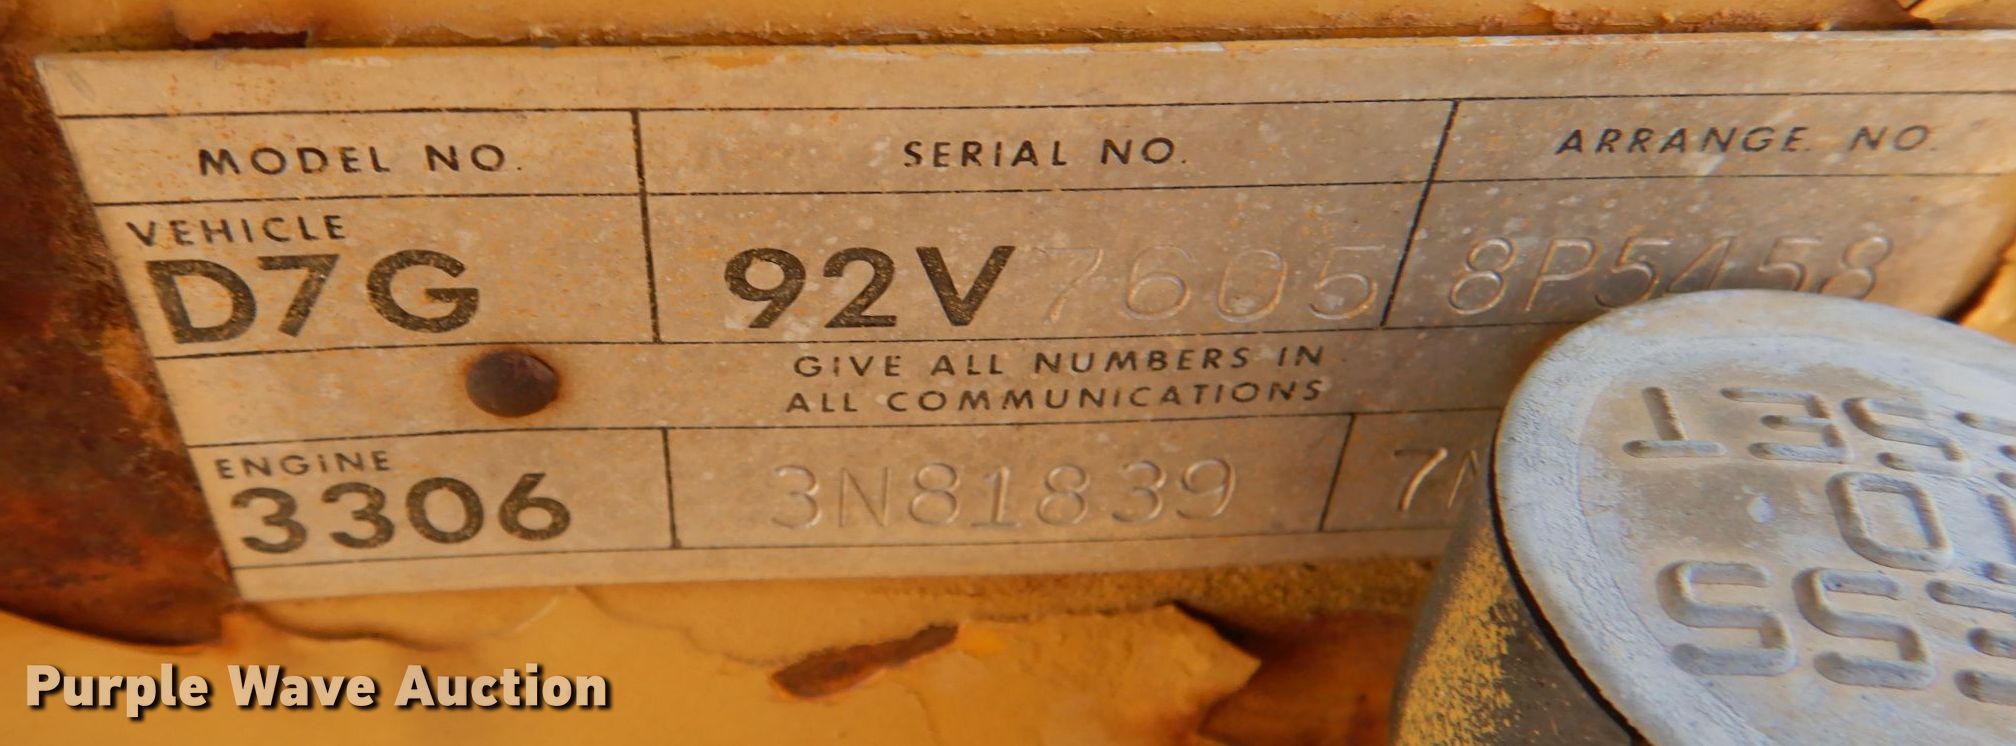 MODEL NO. SERIAL NO. ARRANGE. NO.
VEHICLE
D7G 92V7605 8P5458
GIVE ALL NUMBERS IN
ALL COMMUNICATIONS
ENGINE
3306 3N81839
Purple Wave Auction